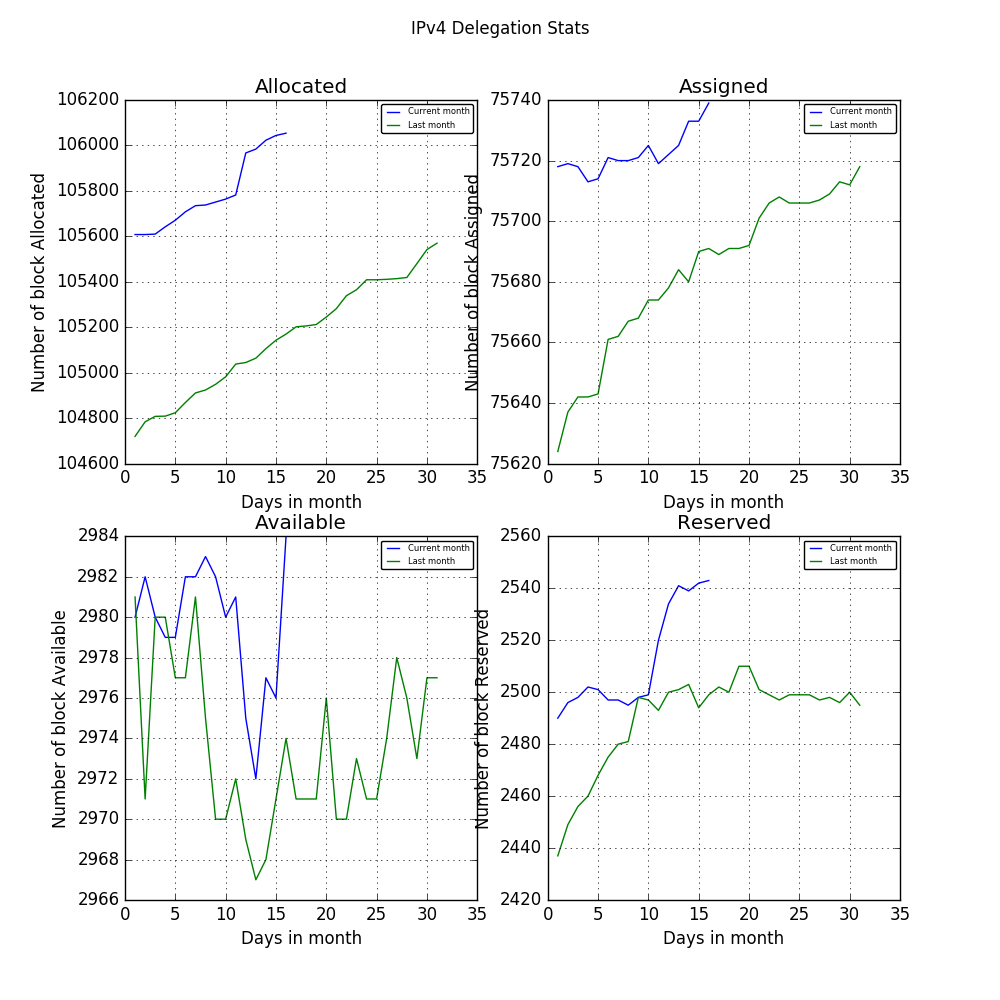 IPv4 Delegation Stats
Allocated
Number of block Allocated
106200
106000
105800
105600
105400
105200
105000
104800
104600
Current month
Last month
0 5 10 15 20 25 30 35
Days in month
Assigned
Number of block Assigned
75740
75720
75700
75680
75660
75640
75620
Current month
Last month
0 5 10 15 20 25 30 35
Days in month
Available
Number of block Available
2984
2982
2980
2978
2976
2974
2972
2970
2968
2966
Current month
Last month
0 5 10 15 20 25 30 35
Days in month
Reserved
Number of block Reserved
2560
2540
2520
2500
2480
2460
2440
2420
Current month
Last month
0 5 10 15 20 25 30 35
Days in month